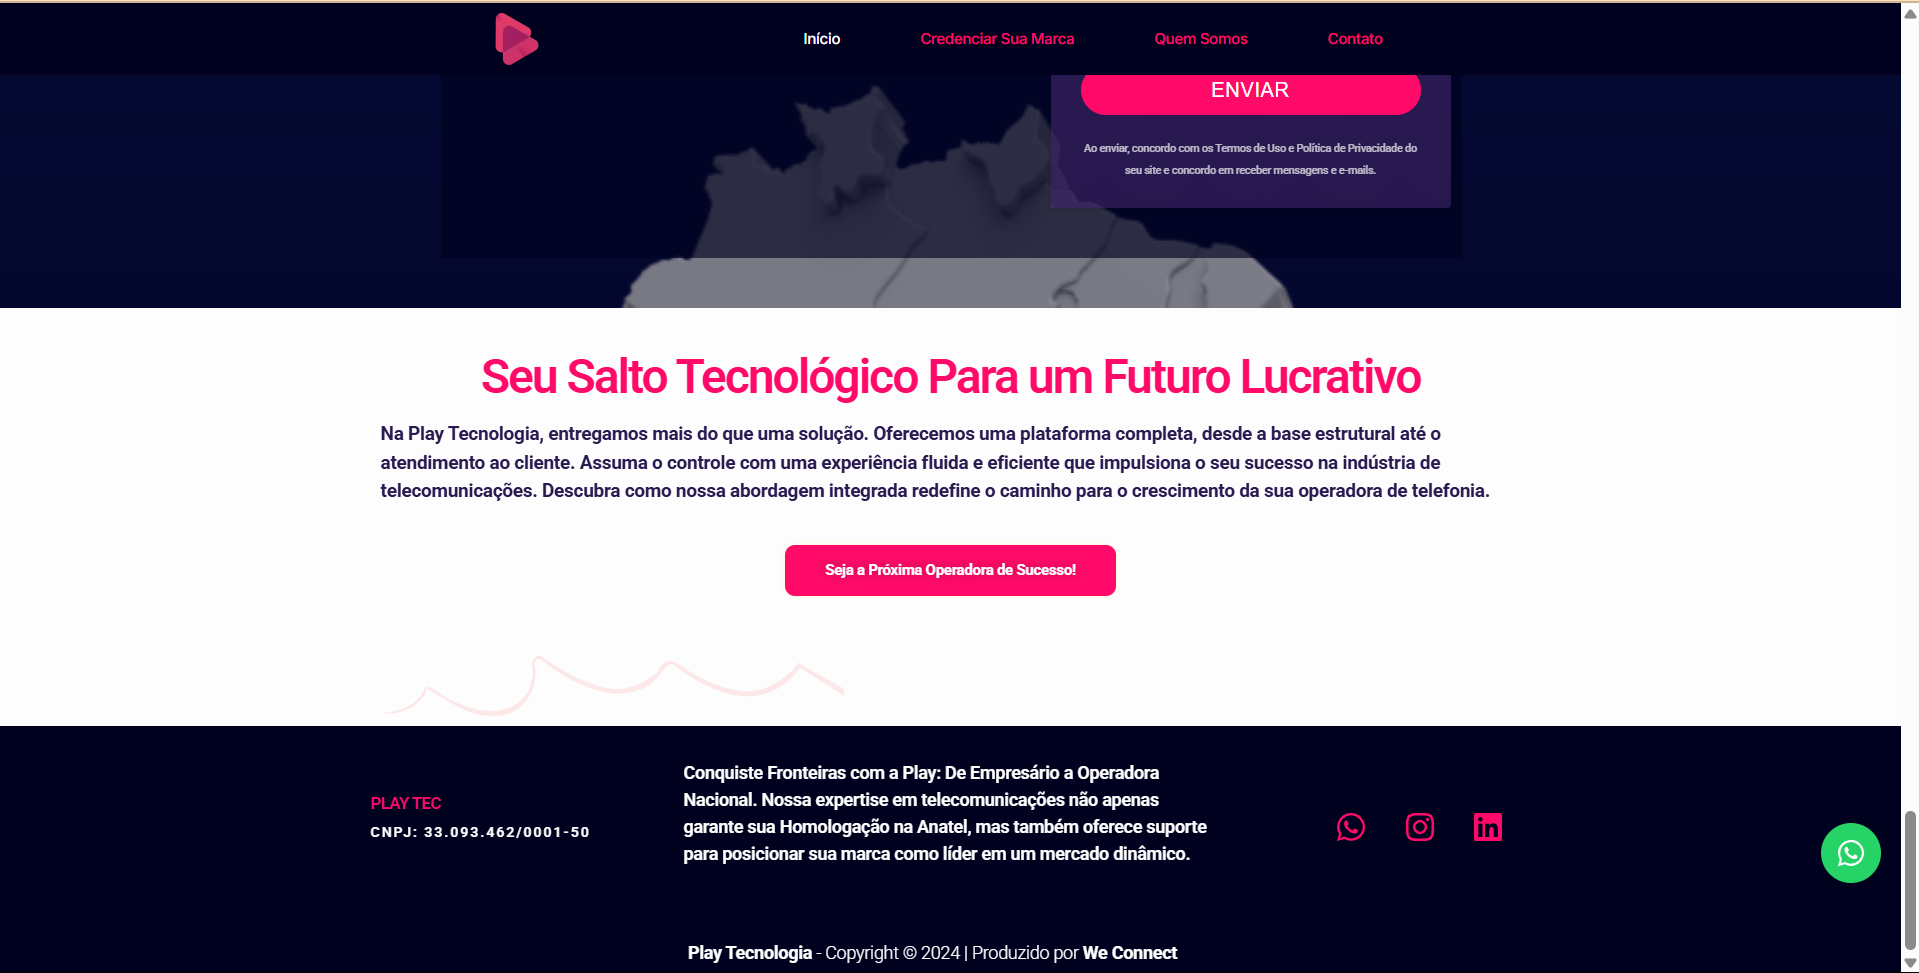 Início
Credenciar Sua Marca
Quem Somos
Contato
ENVIAR
Ao enviar, concordo com os Termos de Uso e Política de Privacidade do
seu site e concordo em receber mensagens e e-mails.
Seu Salto Tecnológico Para um Futuro Lucrativo
Na Play Tecnologia, entregamos mais do que uma solução. Oferecemos uma plataforma completa, desde a base estrutural até o
atendimento ao cliente. Assuma o controle com uma experiência fluida e eficiente que impulsiona o seu sucesso na indústria de
telecomunicações. Descubra como nossa abordagem integrada redefine o caminho para o crescimento da sua operadora de telefonia.
Seja a Próxima Operadora de Sucesso!
PLAY TEC
CNPJ: 33.093.462/0001-50
Conquiste Fronteiras com a Play: De Empresário a Operadora
Nacional. Nossa expertise em telecomunicações não apenas
garante sua Homologação na Anatel, mas também oferece suporte
para posicionar sua marca como líder em um mercado dinâmico.
Play Tecnologia - Copyright © 2024 | Produzido por We Connect